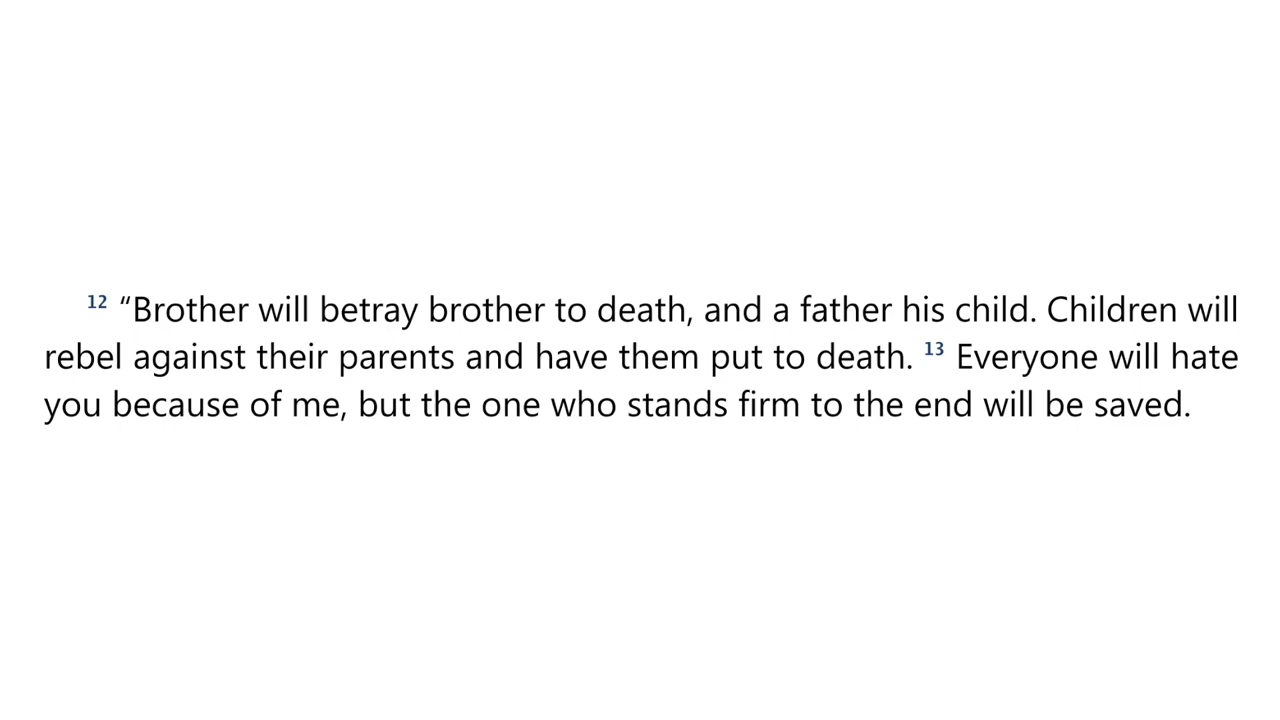 12 “Brother will betray brother to death, and a father his child. Children will
rebel against their parents and have them put to death. 13 Everyone will hate
you because of me, but the one who stands firm to the end will be saved.